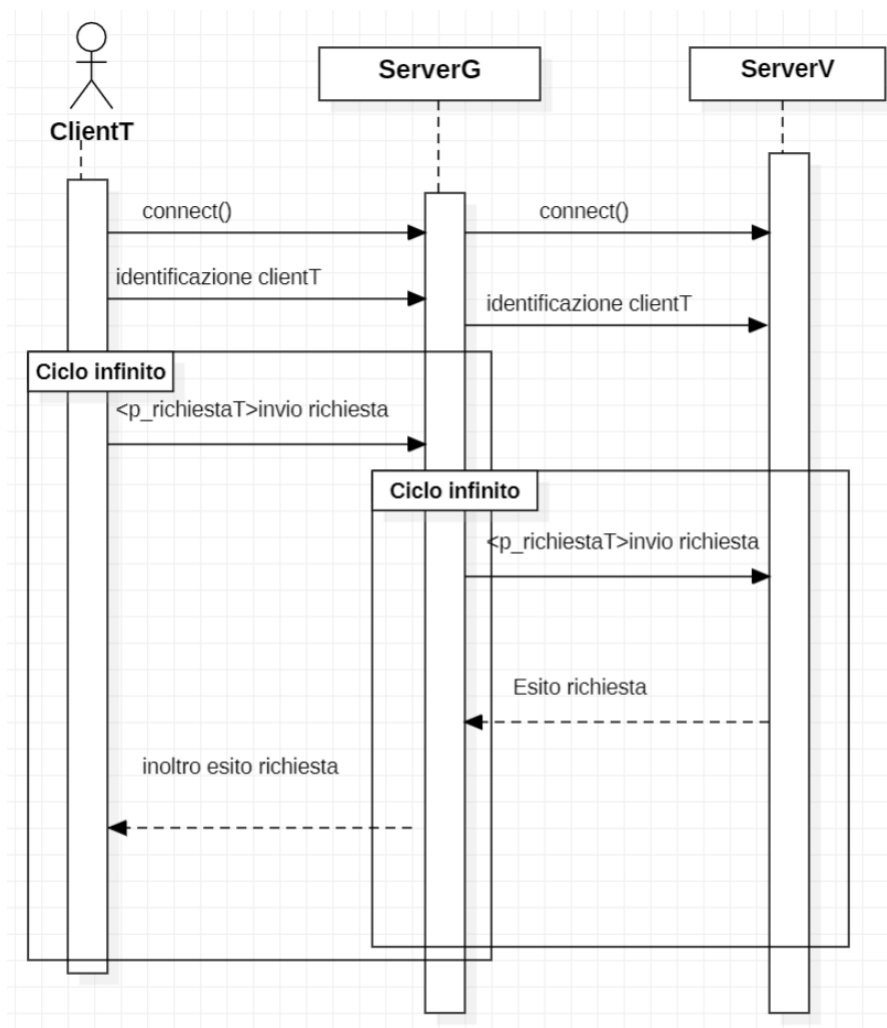 ClientT
ServerG
ServerV
connect()
connect()
identificazione clientT
identificazione clientT
Ciclo infinito
<p_richiestaT>invio richiesta
Ciclo infinito
<p_richiestaT>invio richiesta
Esito richiesta
inoltro esito richiesta